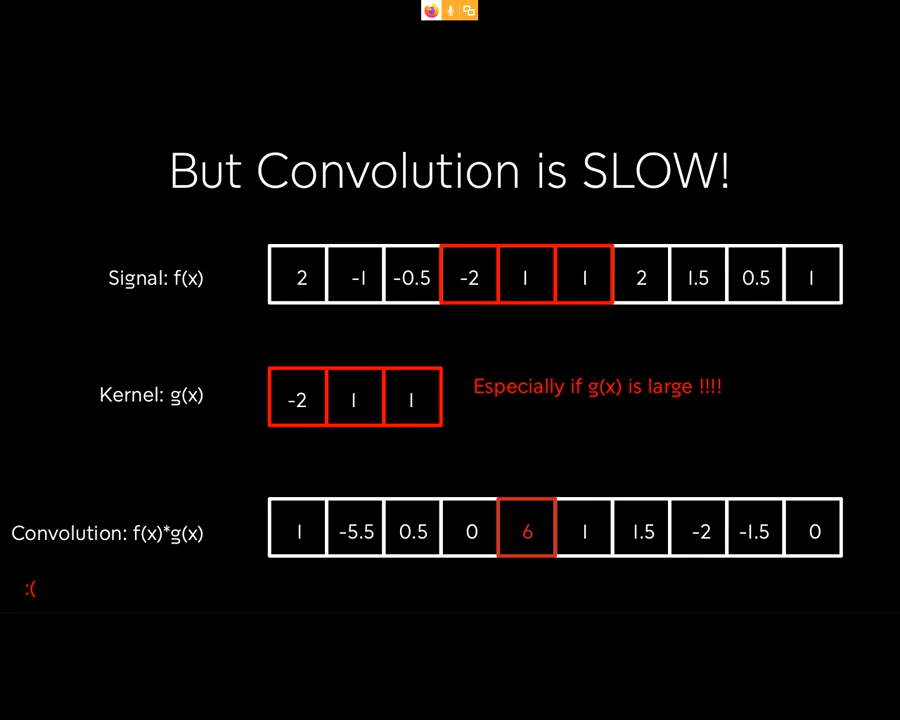 But Convolution is SLOW!
Signal: f(x) 2 -1 -0.5 -2 1 1 2 1.5 0.5 1
Kernel: g(x) -2 1 1 Especially if g(x) is large !!!!
Convolution: f(x)*g(x) 1 -5.5 0.5 0 6 1 1.5 -2 -1.5 0
:(